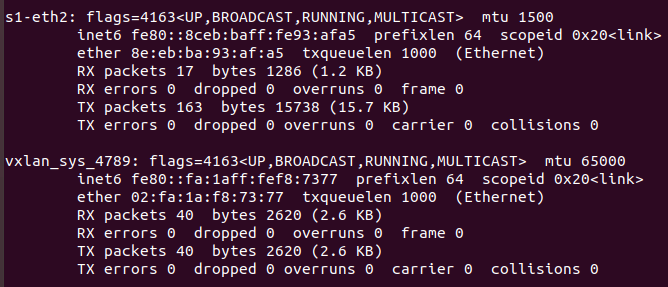 s1-eth2: flags=4163<UP,BROADCAST,RUNNING,MULTICAST>  mtu 1500
        inet6 fe80::8ceb:baff:fe93:afa5  prefixlen 64  scopeid 0x20<link>
        ether 8e:eb:ba:93:af:a5  txqueuelen 1000  (Ethernet)
        RX packets 17  bytes 1286 (1.2 KB)
        RX errors 0  dropped 0  overruns 0  frame 0
        TX packets 163  bytes 15738 (15.7 KB)
        TX errors 0  dropped 0 overruns 0  carrier 0  collisions 0

vxlan_sys_4789: flags=4163<UP,BROADCAST,RUNNING,MULTICAST>  mtu 65000
        inet6 fe80::fa:1aff:fef8:7377  prefixlen 64  scopeid 0x20<link>
        ether 02:fa:1a:f8:73:77  txqueuelen 1000  (Ethernet)
        RX packets 40  bytes 2620 (2.6 KB)
        RX errors 0  dropped 0  overruns 0  frame 0
        TX packets 40  bytes 2620 (2.6 KB)
        TX errors 0  dropped 0 overruns 0  carrier 0  collisions 0